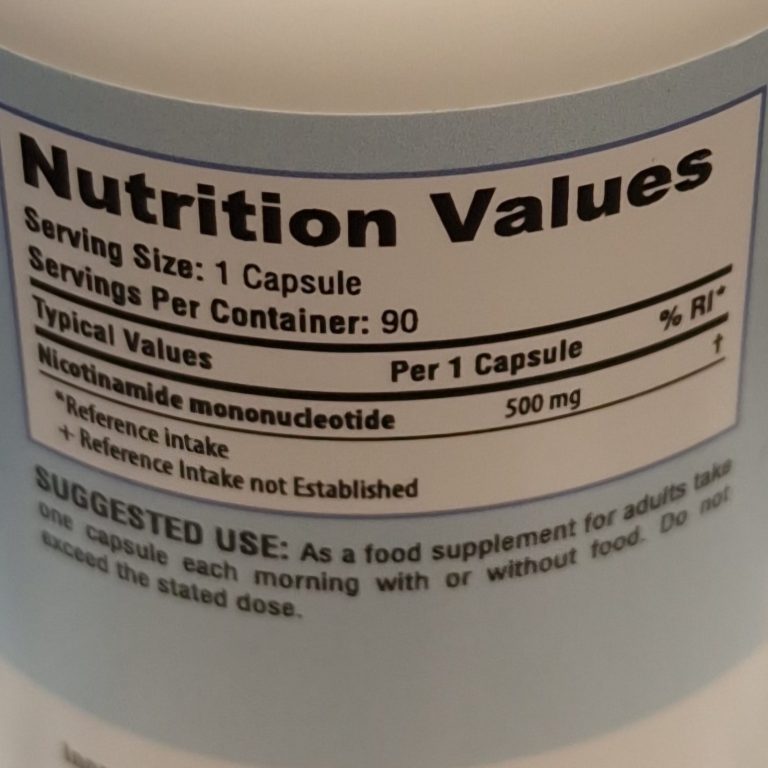 Nutrition Values
Serving Size: 1 Capsule
Servings Per Container: 90
Typical Values Per 1 Capsule % RI*
Nicotinamide mononucleotide 500 mg †
*Reference intake
+ Reference Intake not Established
SUGGESTED USE: As a food supplement for adults take
one capsule each morning with or without food. Do not
exceed the stated dose.